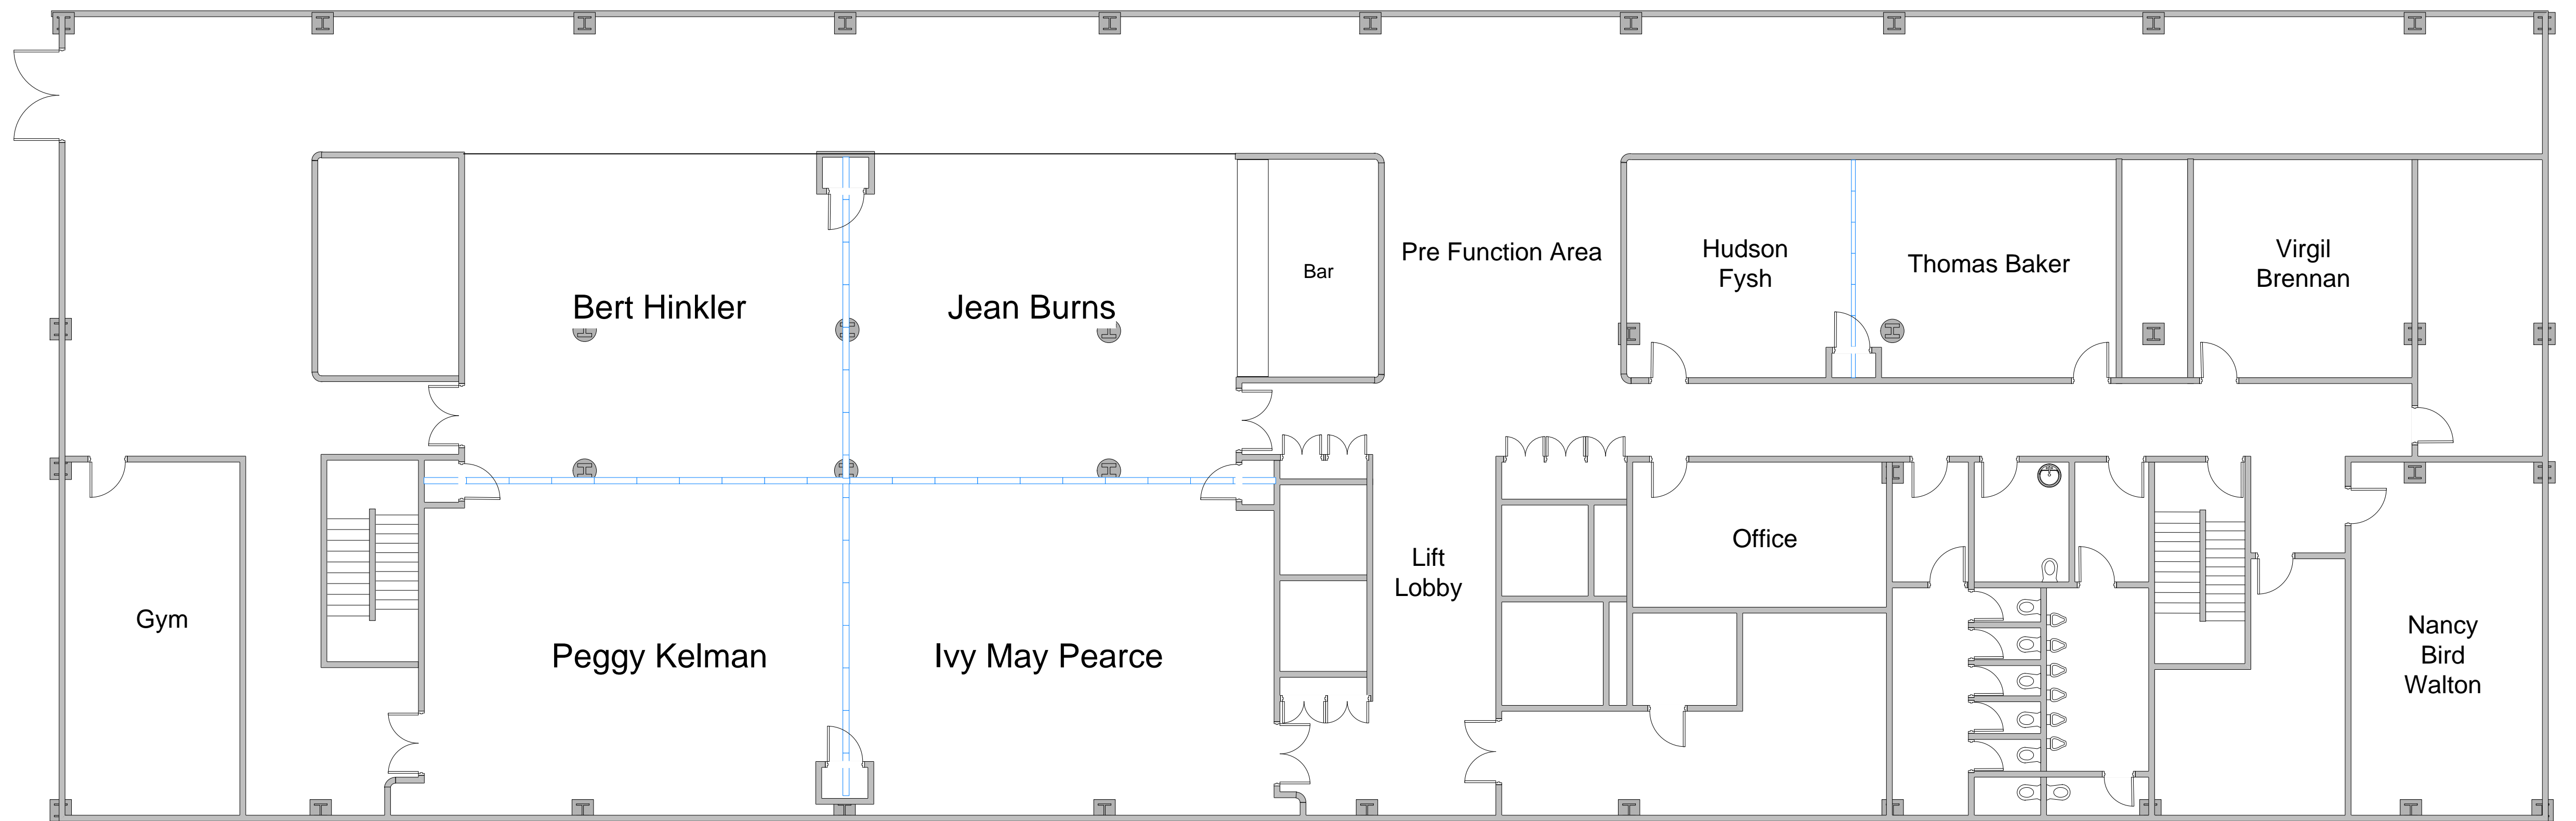 Bert Hinkler
Jean Burns
Bar
Pre Function Area
Hudson
Fysh
Thomas Baker
Virgil
Brennan
Gym
Peggy Kelman
Ivy May Pearce
Lift
Lobby
Office
Nancy
Bird
Walton